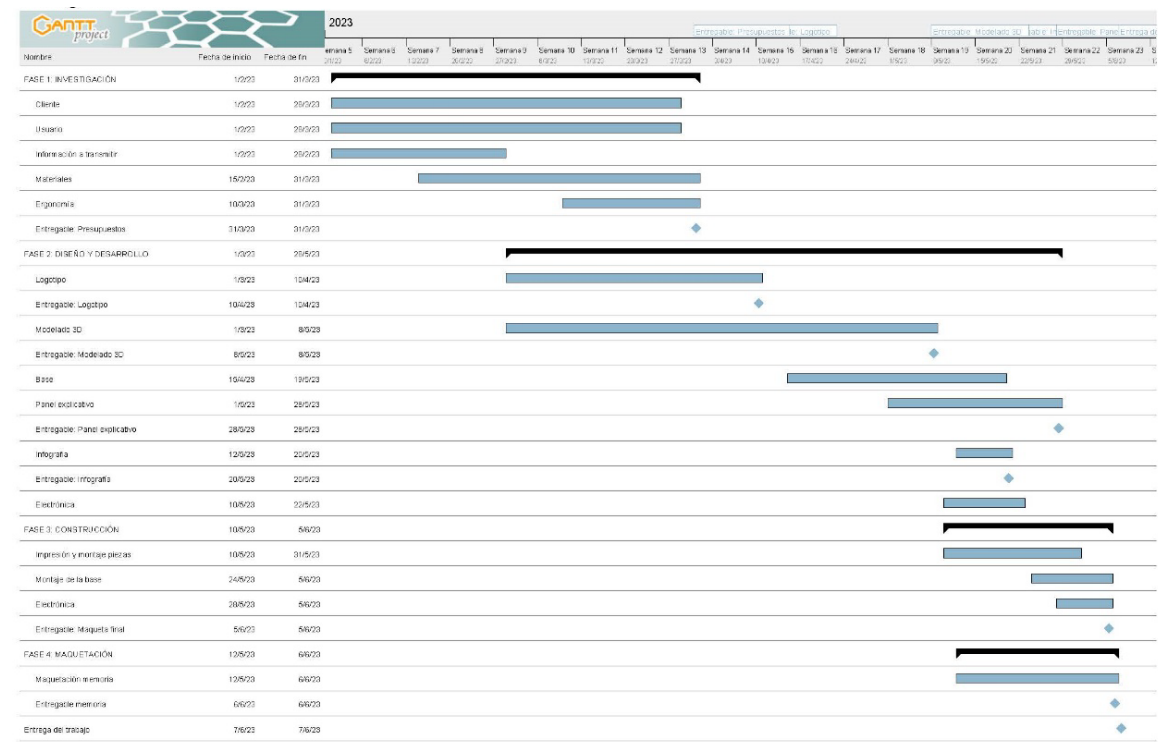 GANTT
project
2023
Entregable: Presupuestos
Logotipo
Entregable: Modelado 3D
Entregable: Panel
Nombre Fecha de inicio Fecha de fin
Semana 5 Semana 6 Semana 7 Semana 8 Semana 9 Semana 10 Semana 11 Semana 12 Semana 13 Semana 14 Semana 15 Semana 16 Semana 17 Semana 18 Semana 19 Semana 20 Semana 21 Semana 22 Semana 23
FASE 1: INVESTIGACIÓN 1/2/23 31/3/23
Cliente 1/2/23
Usuario 1/2/23
Información a transmitir 1/2/23 28/2/23
Materiales 15/2/23 31/3/23
Ergonomía 10/3/23 31/3/23
Entregable: Presupuestos 31/3/23 31/3/23
FASE 2: DISEÑO Y DESARROLLO 1/3/23 28/5/23
Logotipo 1/3/23 10/4/23
Entregable: Logotipo 10/4/23 10/4/23
Modelado 3D 1/3/23 8/5/23
Entregable: Modelado 3D 8/5/23 8/5/23
Base 15/4/23 19/5/23
Panel explicativo 1/5/23 28/5/23
Entregable: Panel explicativo 28/5/23 28/5/23
Infografía 12/5/23 20/5/23
Entregable: Infografía 20/5/23 20/5/23
Electrónica 10/5/23 22/5/23
FASE 3: CONSTRUCCIÓN 10/5/23 5/6/23
Impresión y montaje piezas 10/5/23 31/5/23
Montaje de la base 24/5/23 5/6/23
Electrónica 28/5/23 5/6/23
Entregable: Maqueta final 5/6/23 5/6/23
FASE 4: MAQUETACIÓN 12/5/23 6/6/23
Maquetación memoria 12/5/23 6/6/23
Entregable memoria 6/6/23 6/6/23
Entrega del trabajo 7/6/23 7/6/23